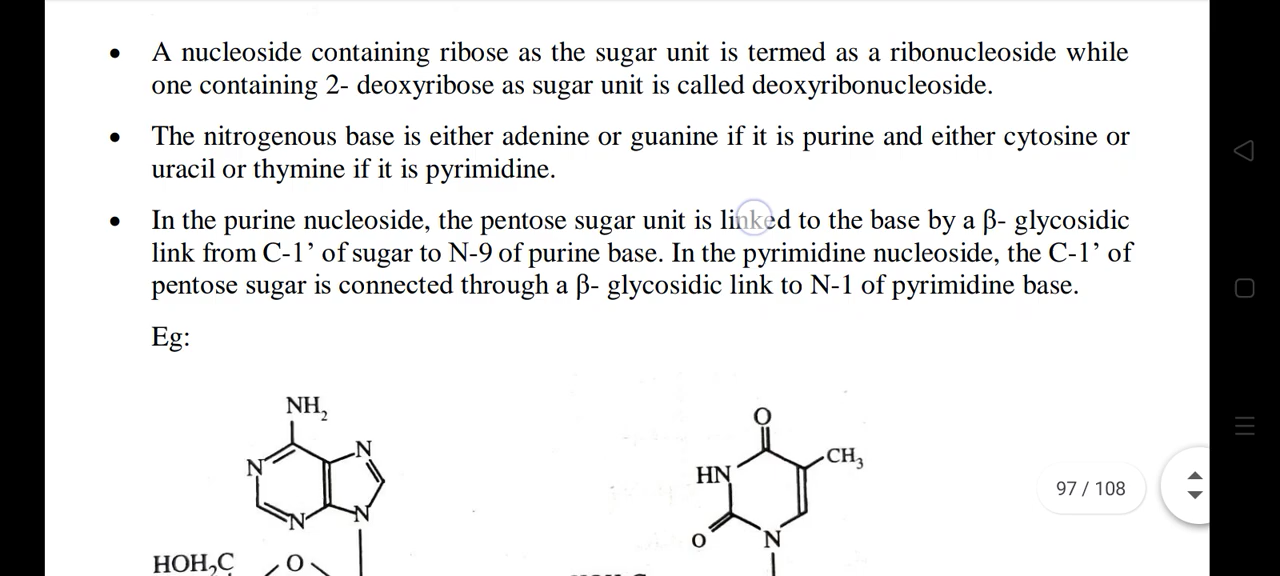 • A nucleoside containing ribose as the sugar unit is termed as a ribonucleoside while
one containing 2- deoxyribose as sugar unit is called deoxyribonucleoside.
• The nitrogenous base is either adenine or guanine if it is purine and either cytosine or
uracil or thymine if it is pyrimidine.
• In the purine nucleoside, the pentose sugar unit is linked to the base by a β- glycosidic
link from C-1’ of sugar to N-9 of purine base. In the pyrimidine nucleoside, the C-1’ of
pentose sugar is connected through a β- glycosidic link to N-1 of pyrimidine base.
Eg:
NH₂
N
N
N
N
HOH₂C
O
O
CH₃
HN
O
N
97 / 108